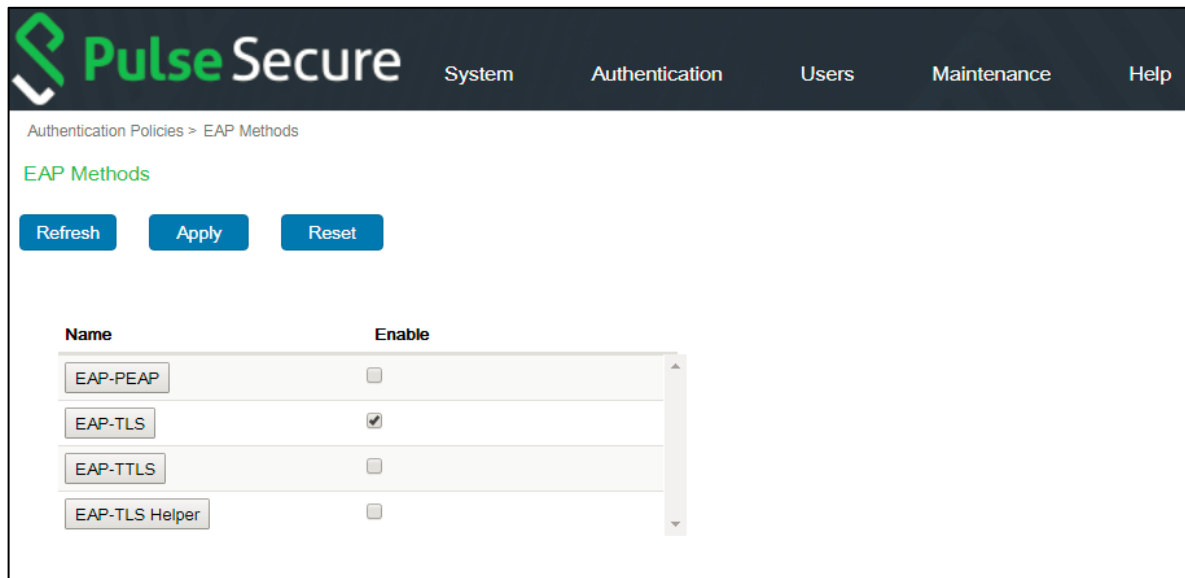 Pulse Secure System Authentication Users Maintenance Help
Authentication Policies > EAP Methods
EAP Methods
Refresh Apply Reset
Name Enable
EAP-PEAP
EAP-TLS
EAP-TTLS
EAP-TLS Helper